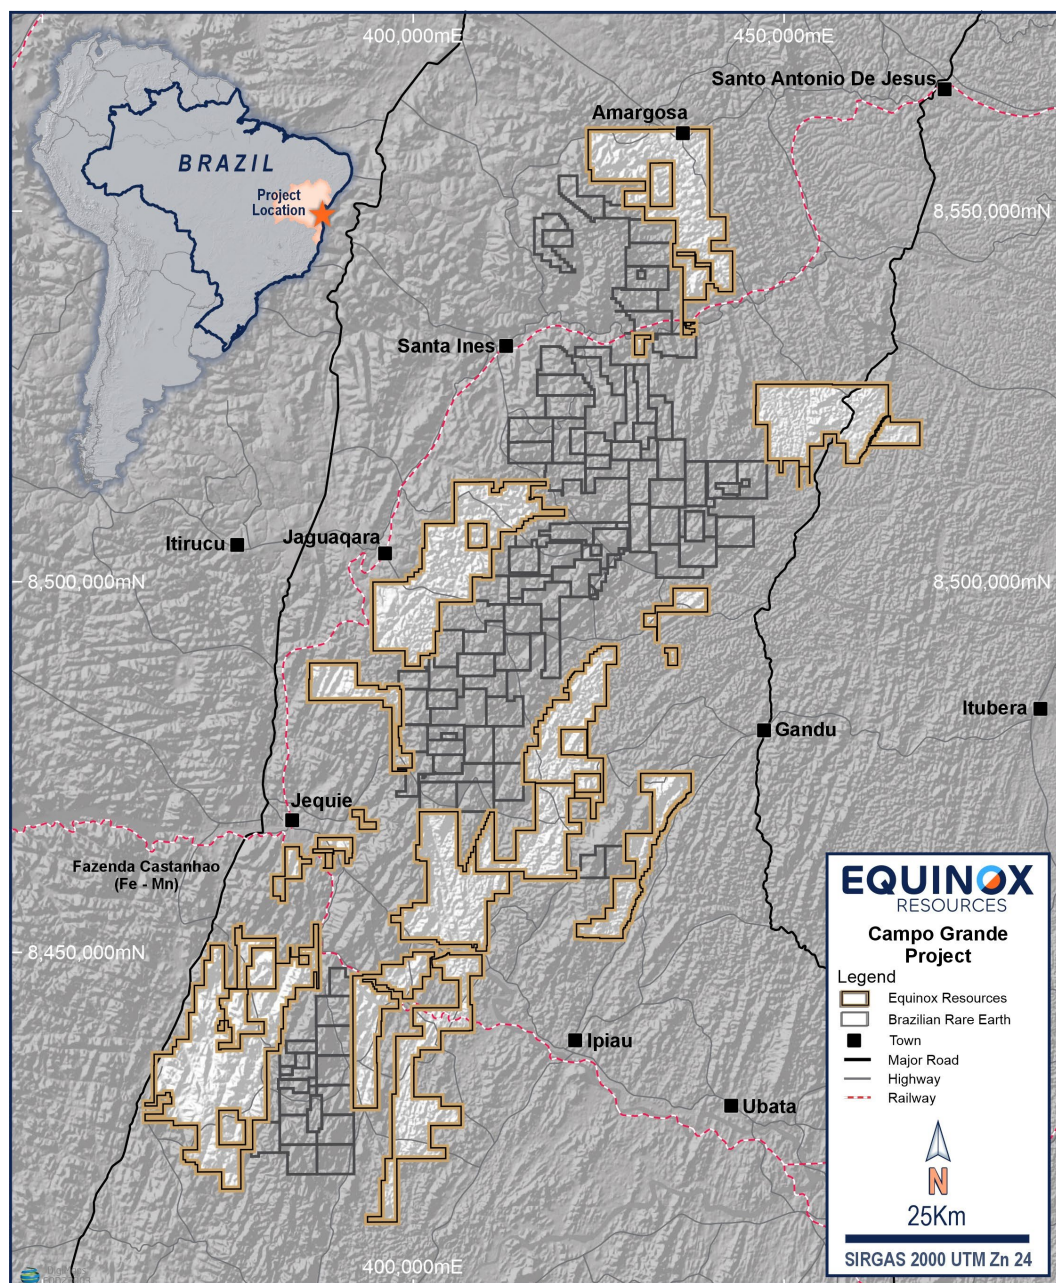 400,000mE
450,000mE
Santo Antonio De Jesus
Amargosa
BRAZIL
Project
Location
8,550,000mN
Santa Ines
Itirucu
Jaguaqara
8,500,000mN
8,500,000mN
Itubera
Gandu
Jequie
Fazenda Castanhao
(Fe - Mn)
8,450,000mN
Ipiau
Ubata
400,000mE
EQUINOX
RESOURCES
Campo Grande
Project
Legend
Equinox Resources
Brazilian Rare Earth
Town
Major Road
Highway
Railway
N
25Km
SIRGAS 2000 UTM Zn 24